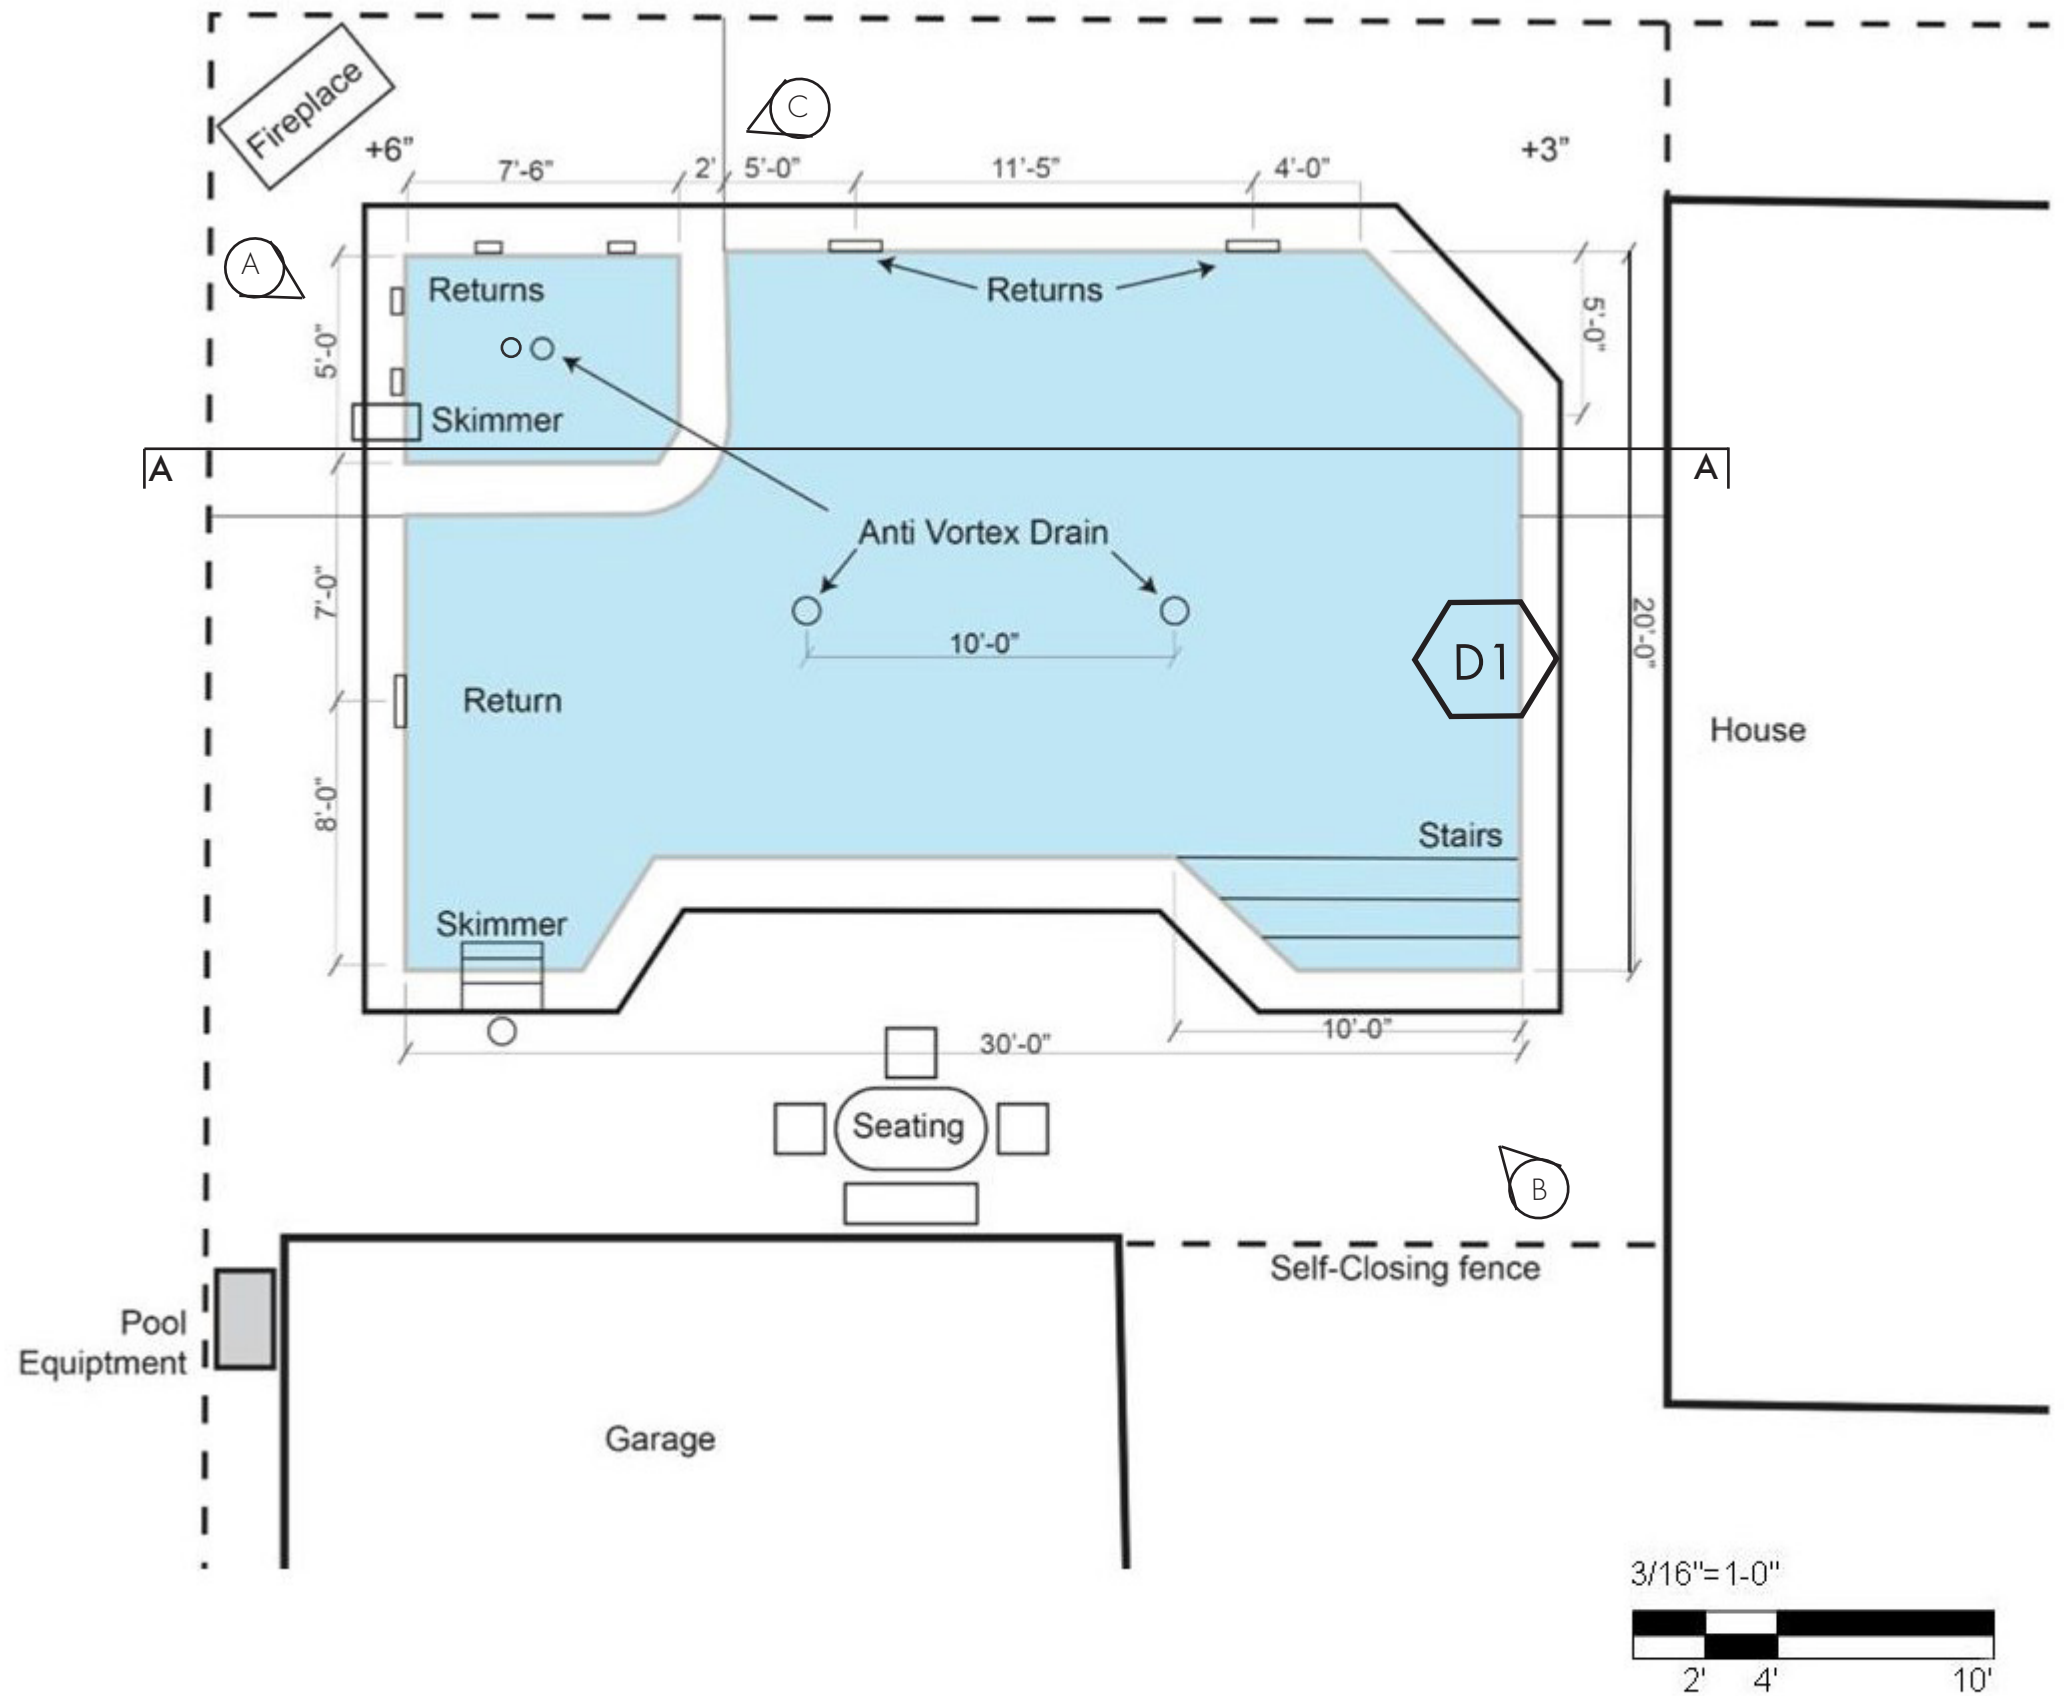 Fireplace
C
+6”
7’-6”
2’
5’-0”
11’-5”
4’-0”
+3”
A
Returns
Returns
5’-0”
5’-0”
Skimmer
A
A
Anti Vortex Drain
7’-0”
10’-0”
20’-0”
D1
Return
House
8’-0”
Stairs
Skimmer
30’-0”
10’-0”
Seating
B
Self-Closing fence
Pool
Equiptment
Garage
3/16"=1-0"
2' 4' 10'